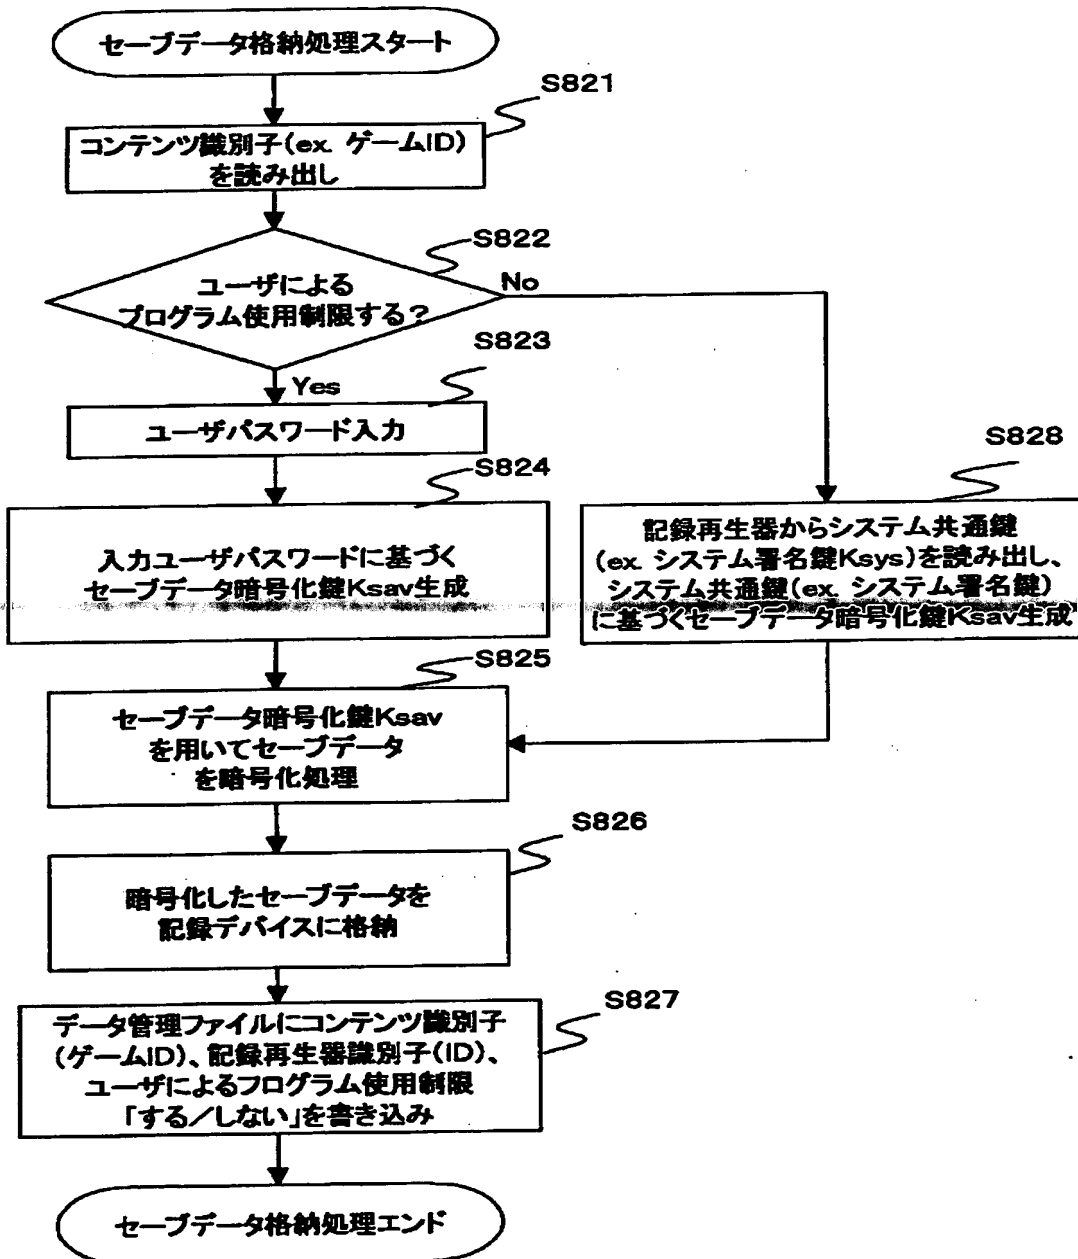 セーブデータ格納処理スタート
S821
コンテンツ識別子(ex. ゲームID)
を読み出し
S822
ユーザによる
プログラム使用制限する?
No
S823
Yes
ユーザパスワード入力
S824
入力ユーザパスワードに基づく
セーブデータ暗号化鍵Ksav生成
S828
記録再生器からシステム共通鍵
(ex. システム署名鍵Ksys)を読み出し、
システム共通鍵(ex. システム署名鍵)
に基づくセーブデータ暗号化鍵Ksav生成
S825
セーブデータ暗号化鍵Ksav
を用いてセーブデータ
を暗号化処理
S826
暗号化したセーブデータを
記録デバイスに格納
S827
データ管理ファイルにコンテンツ識別子
(ゲームID)、記録再生器識別子(ID)、
ユーザによるプログラム使用制限
「する/しない」を書き込み
セーブデータ格納処理エンド